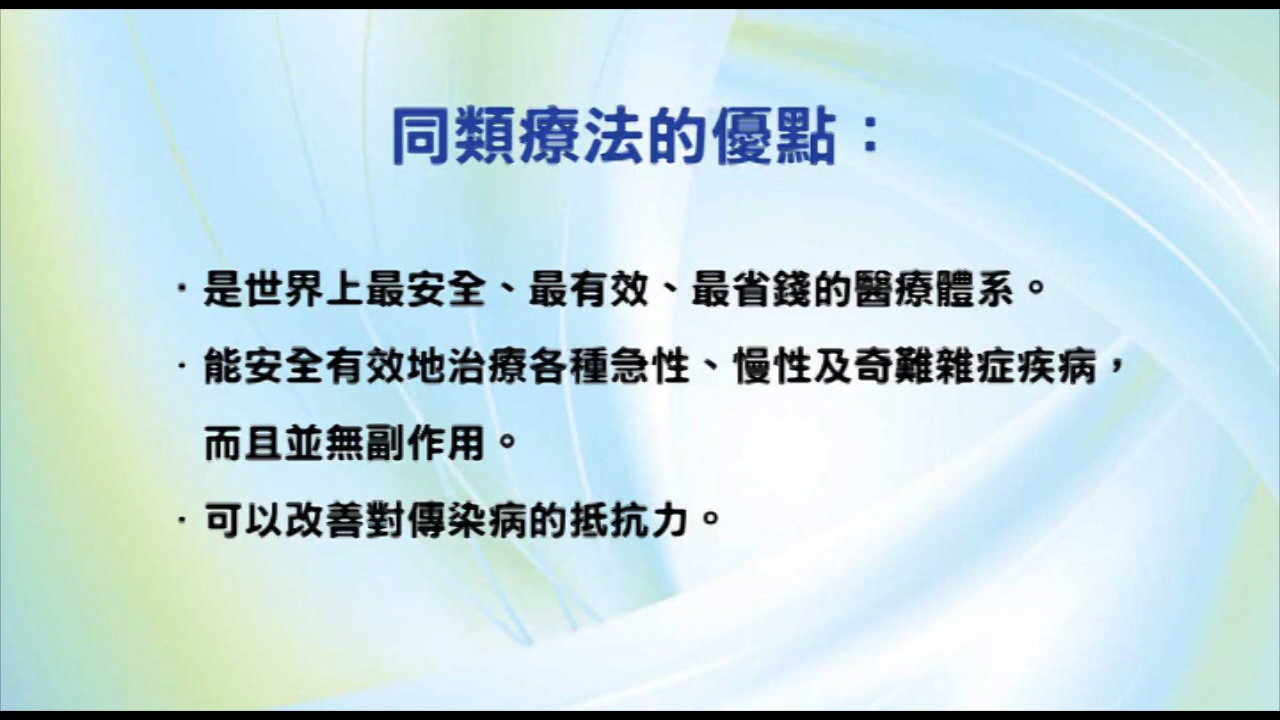 同類療法的優點：
·是世界上最安全、最有效、最省錢的醫療體系。
·能安全有效地治療各種急性、慢性及奇難雜症疾病，
而且並無副作用。
·可以改善對傳染病的抵抗力。